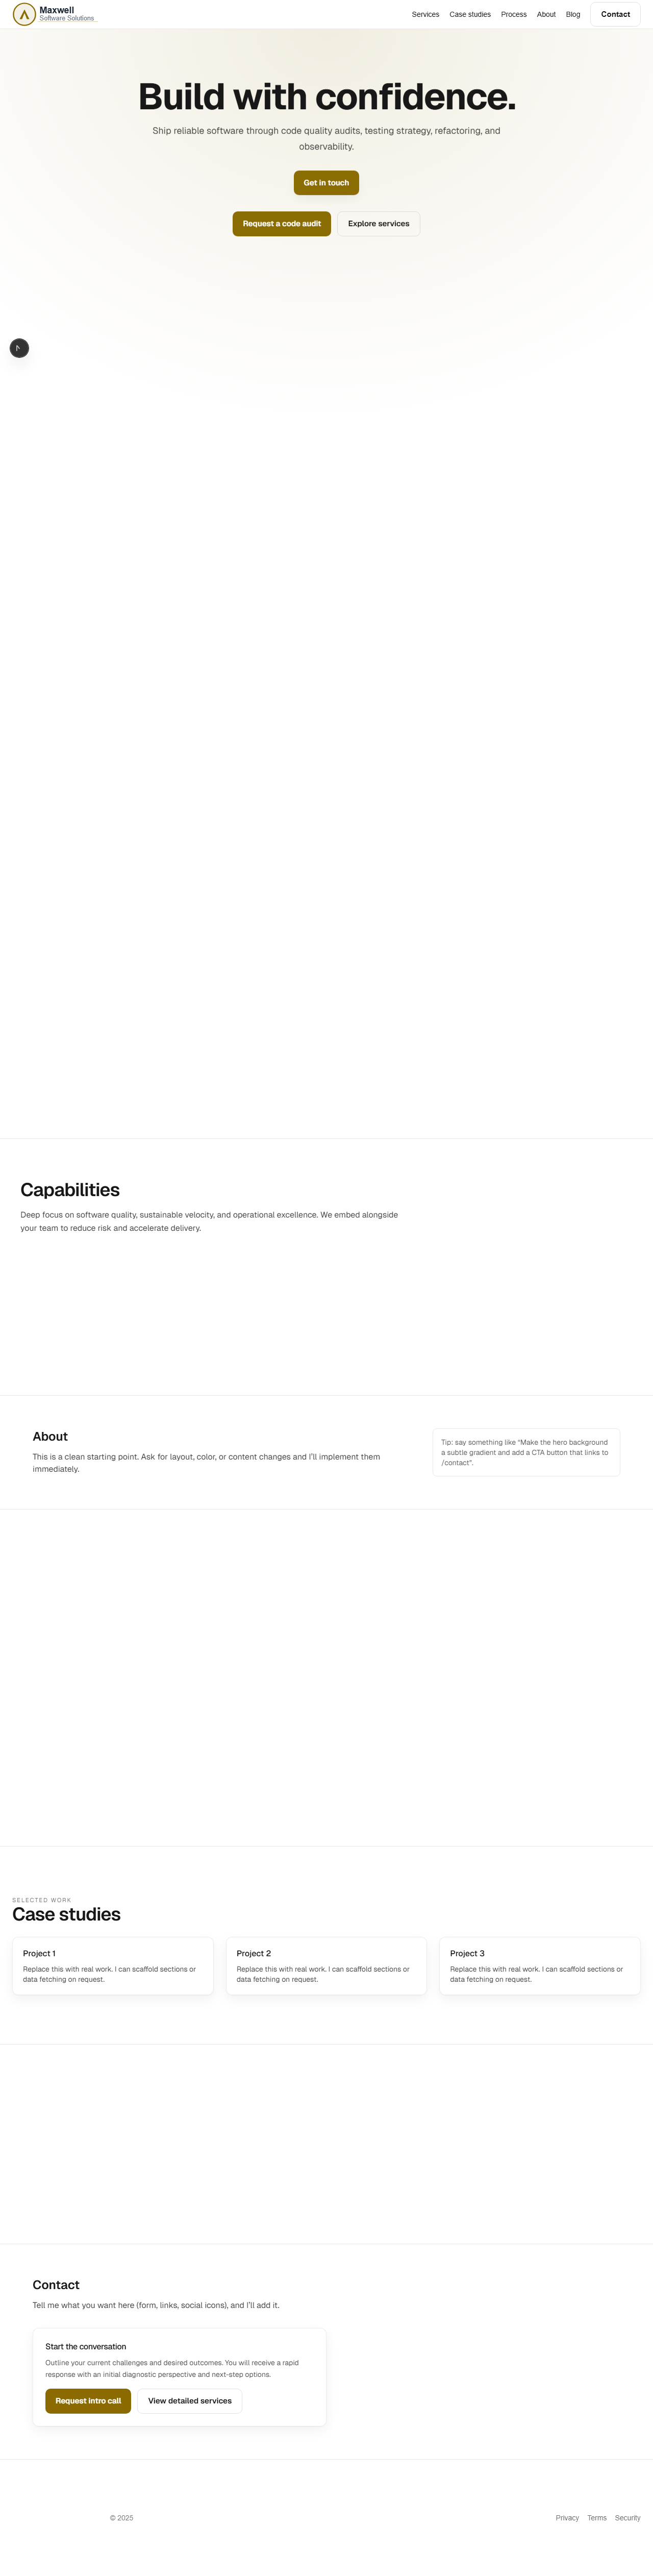 Maxwell
Software Solutions
Services Case studies Process About Blog Contact
Build with confidence.
Ship reliable software through code quality audits, testing strategy, refactoring, and
observability.
Get in touch
Request a code audit Explore services
Capabilities
Deep focus on software quality, sustainable velocity, and operational excellence. We embed alongside
your team to reduce risk and accelerate delivery.
About
This is a clean starting point. Ask for layout, color, or content changes and I’ll implement them
immediately.
Tip: say something like “Make the hero background
a subtle gradient and add a CTA button that links to
/contact”.
SELECTED WORK
Case studies
Project 1
Replace this with real work. I can scaffold sections or
data fetching on request.
Project 2
Replace this with real work. I can scaffold sections or
data fetching on request.
Project 3
Replace this with real work. I can scaffold sections or
data fetching on request.
Contact
Tell me what you want here (form, links, social icons), and I’ll add it.
Start the conversation
Outline your current challenges and desired outcomes. You will receive a rapid
response with an initial diagnostic perspective and next-step options.
Request intro call View detailed services
© 2025
Privacy Terms Security